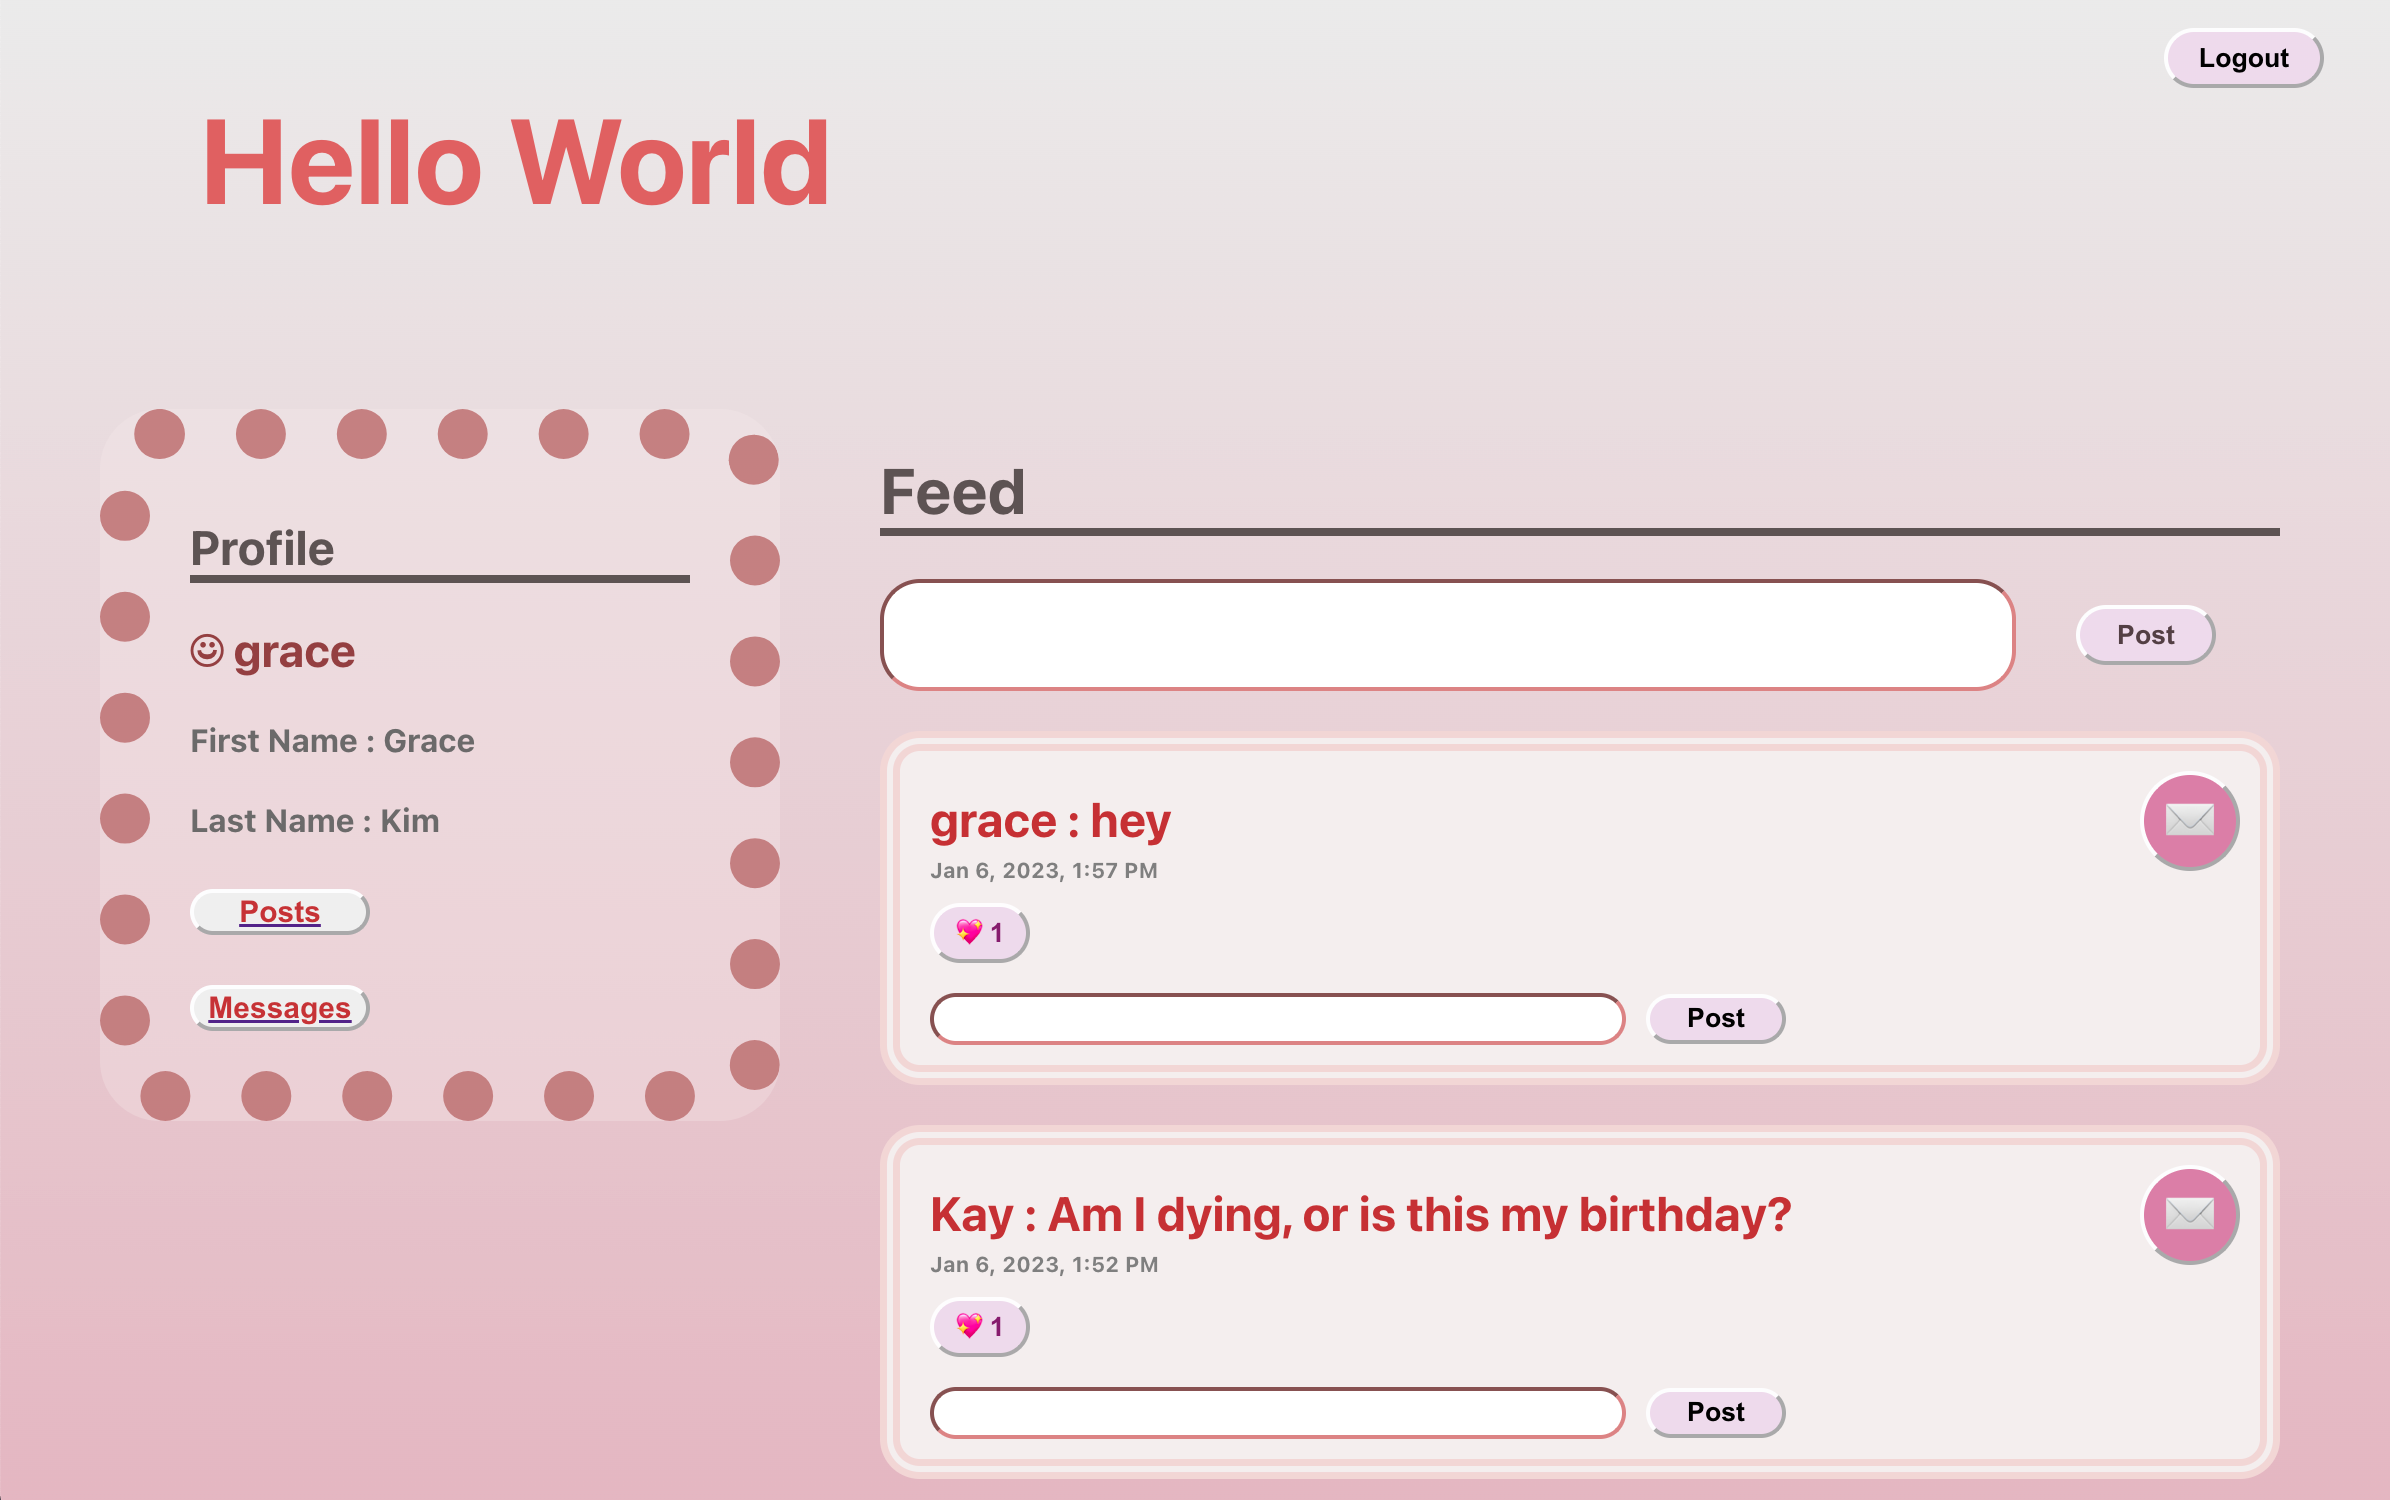 Logout
Hello World
Profile
grace
First Name : Grace
Last Name : Kim
Posts
Messages
Feed
Post
grace : hey
Jan 6, 2023, 1:57 PM
💖 1
Post
Kay : Am I dying, or is this my birthday?
Jan 6, 2023, 1:52 PM
💖 1
Post